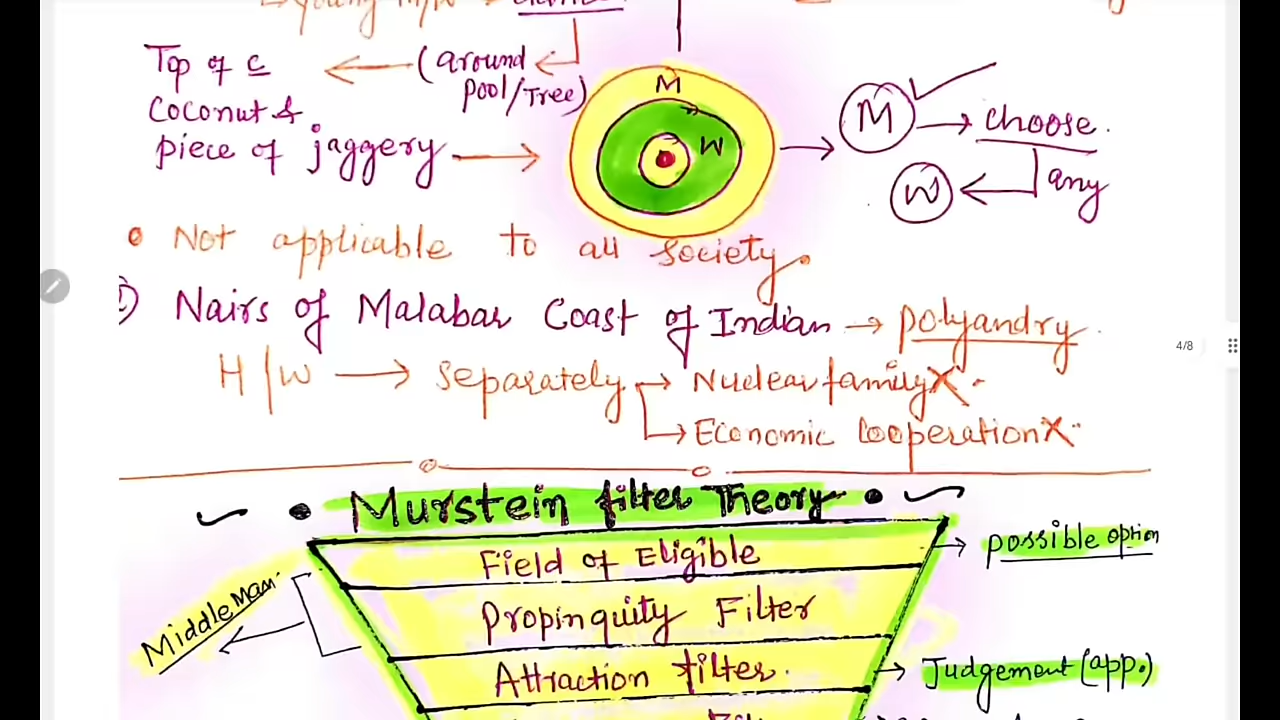 Top of c
coconut &
piece of jaggery
(around
pool/Tree)
M
W
M
choose.
any
W
• Not applicable to all society.
Nairs of Malabar Coast of Indian → polyandry.
H/W → separately → Nuclear family X
→ Economic cooperation X
4/8
• Murstein filter Theory •
Field of Eligible
→ possible option
Propinquity Filter
Middle man
Attraction filter.
→ Judgement (app.)